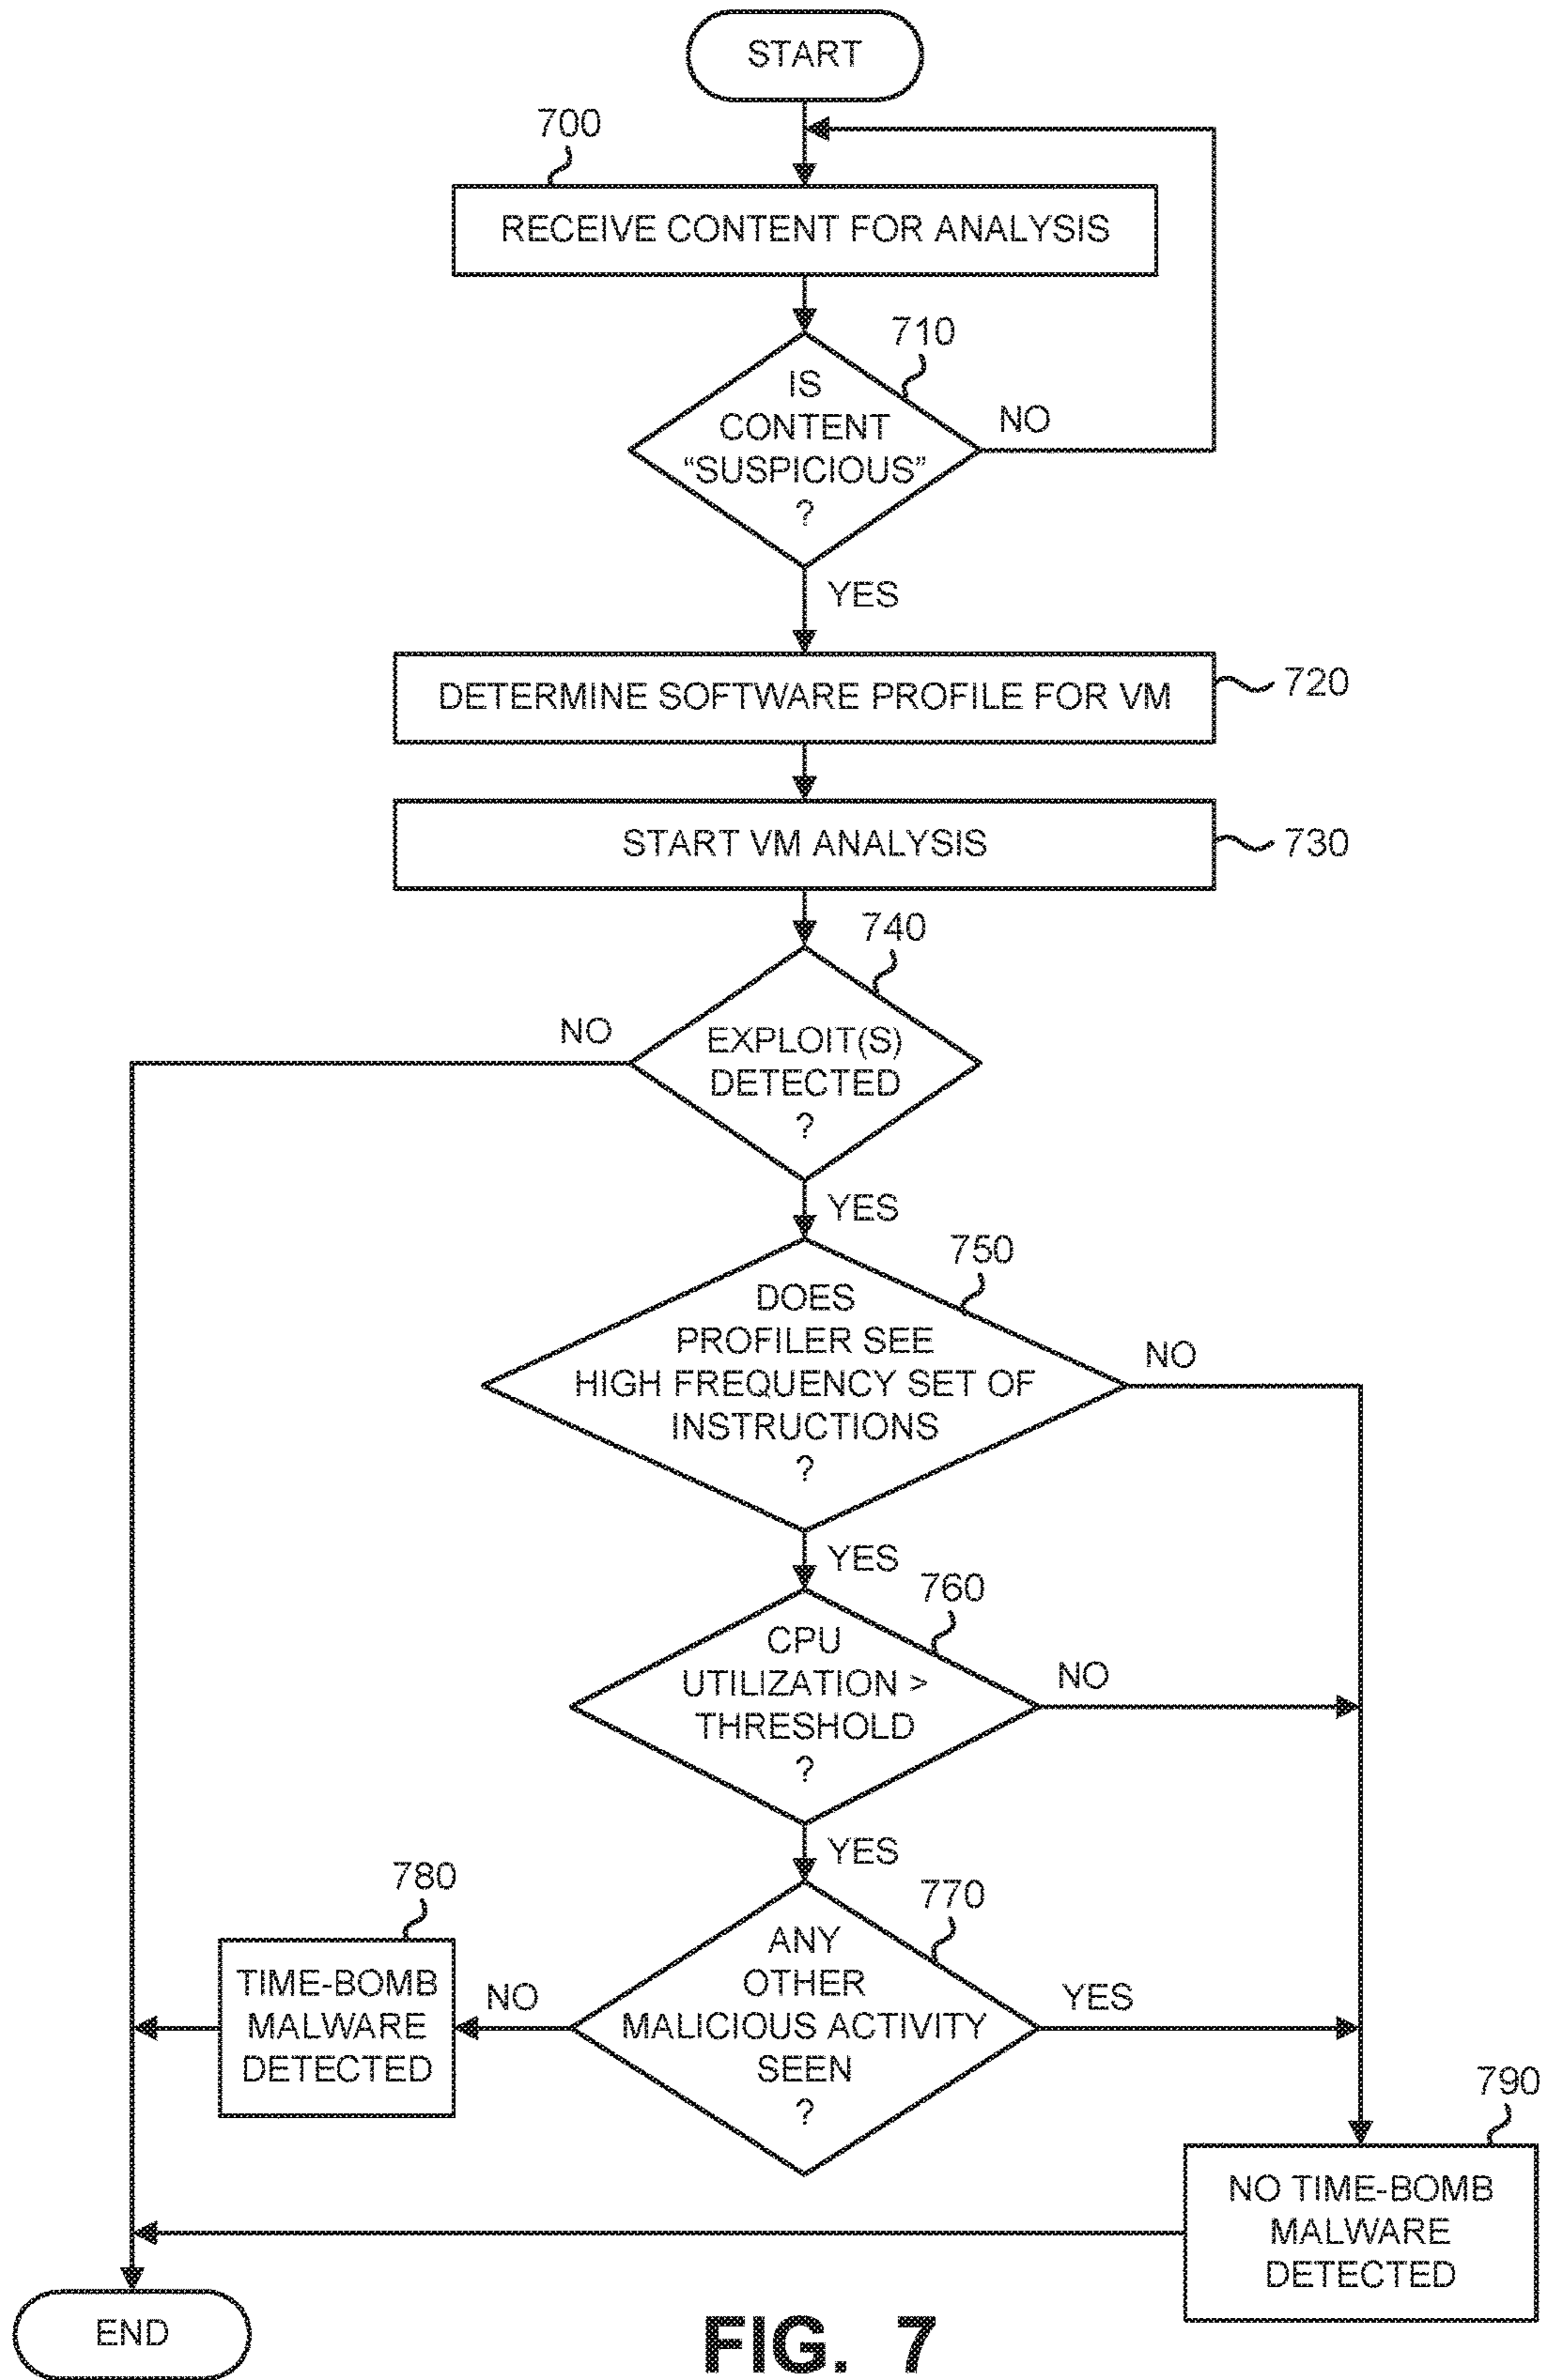 START
700
RECEIVE CONTENT FOR ANALYSIS
710
IS
CONTENT
“SUSPICIOUS”
?
NO
YES
DETERMINE SOFTWARE PROFILE FOR VM
720
START VM ANALYSIS
730
740
NO
EXPLOIT(S)
DETECTED
?
YES
750
DOES
PROFILER SEE
HIGH FREQUENCY SET OF
INSTRUCTIONS
?
NO
YES
760
CPU
UTILIZATION >
THRESHOLD
?
NO
YES
780
770
TIME-BOMB
MALWARE
DETECTED
NO
ANY
OTHER
MALICIOUS ACTIVITY
SEEN
?
YES
790
NO TIME-BOMB
MALWARE
DETECTED
END
FIG. 7